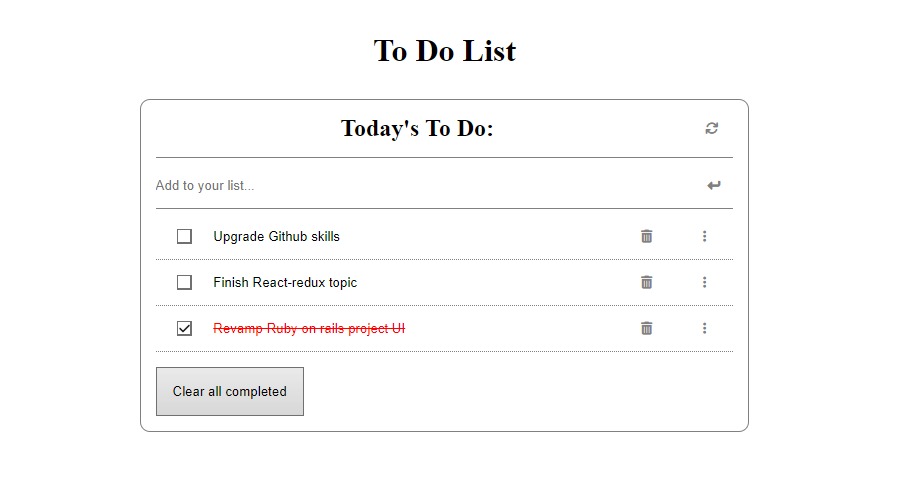 To Do List
Today's To Do:
Add to your list...
Upgrade Github skills
Finish React-redux topic
Revamp Ruby on rails project UI
Clear all completed